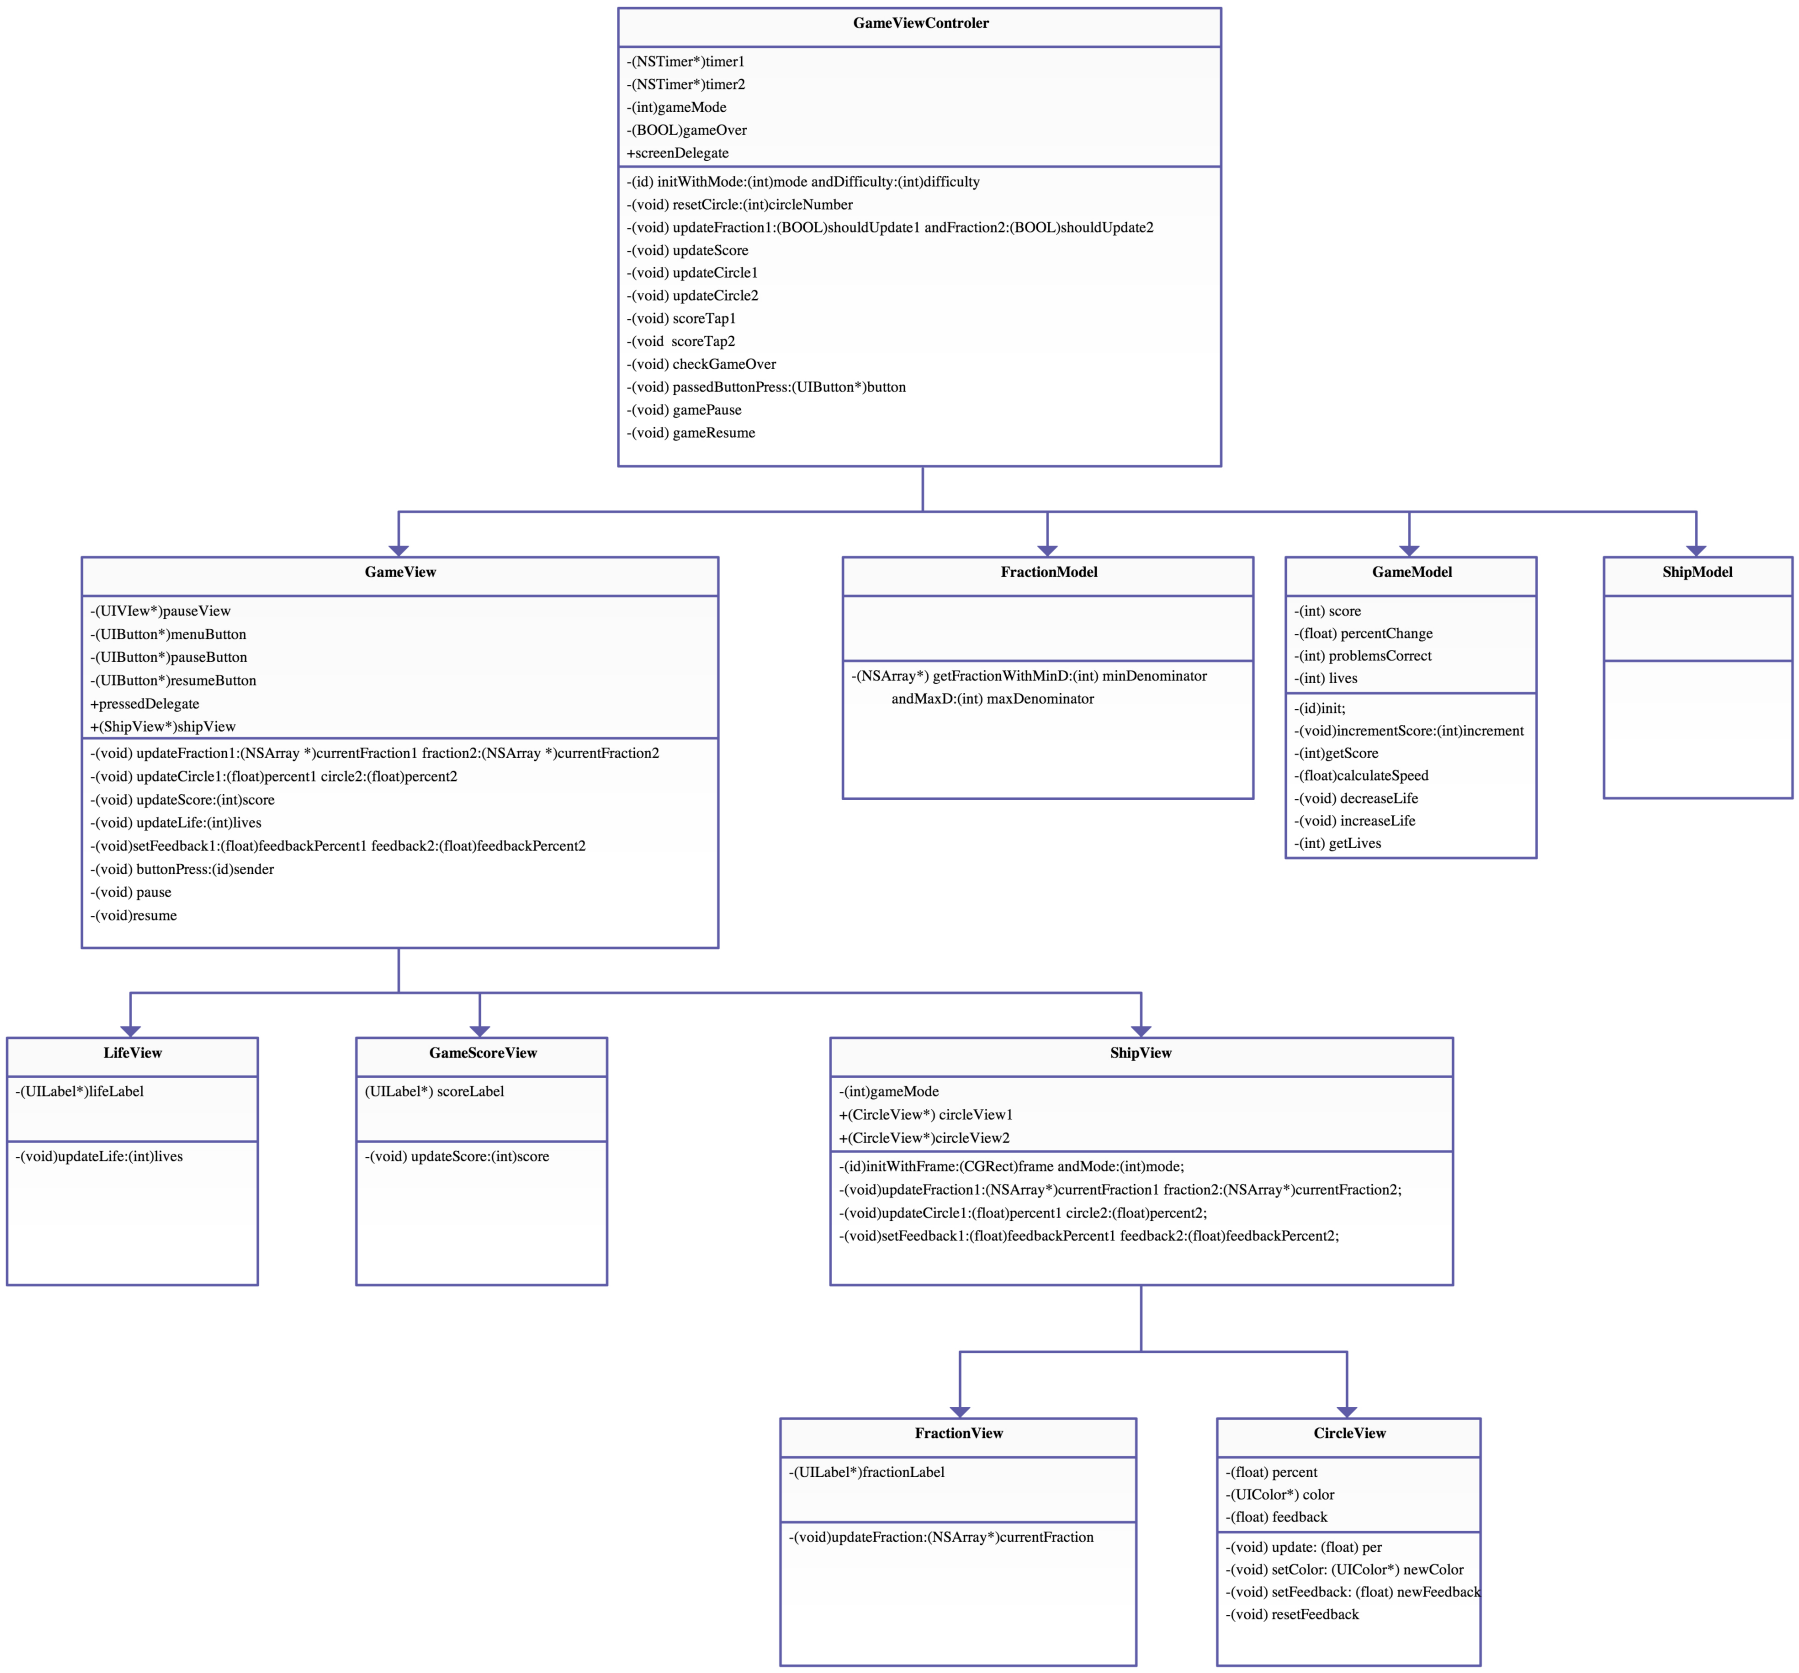 GameViewControler
-(NSTimer*)timer1
-(NSTimer*)timer2
-(int)gameMode
-(BOOL)gameOver
+screenDelegate
-(id) initWithMode:(int)mode andDifficulty:(int)difficulty
-(void) resetCircle:(int)circleNumber
-(void) updateFraction1:(BOOL)shouldUpdate1 andFraction2:(BOOL)shouldUpdate2
-(void) updateScore
-(void) updateCircle1
-(void) updateCircle2
-(void) scoreTap1
-(void  scoreTap2
-(void) checkGameOver
-(void) passedButtonPress:(UIButton*)button
-(void) gamePause
-(void) gameResume
GameView
-(UIVIew*)pauseView
-(UIButton*)menuButton
-(UIButton*)pauseButton
-(UIButton*)resumeButton
+pressedDelegate
+(ShipView*)shipView
-(void) updateFraction1:(NSArray *)currentFraction1 fraction2:(NSArray *)currentFraction2
-(void) updateCircle1:(float)percent1 circle2:(float)percent2
-(void) updateScore:(int)score
-(void) updateLife:(int)lives
-(void)setFeedback1:(float)feedbackPercent1 feedback2:(float)feedbackPercent2
-(void) buttonPress:(id)sender
-(void) pause
-(void)resume
FractionModel
-(NSArray*) getFractionWithMinD:(int) minDenominator
andMaxD:(int) maxDenominator
GameModel
-(int) score
-(float) percentChange
-(int) problemsCorrect
-(int) lives
-(id)init;
-(void)incrementScore:(int)increment
-(int)getScore
-(float)calculateSpeed
-(void) decreaseLife
-(void) increaseLife
-(int) getLives
ShipModel
LifeView
-(UILabel*)lifeLabel
-(void)updateLife:(int)lives
GameScoreView
(UILabel*) scoreLabel
-(void) updateScore:(int)score
ShipView
-(int)gameMode
+(CircleView*) circleView1
+(CircleView*)circleView2
-(id)initWithFrame:(CGRect)frame andMode:(int)mode;
-(void)updateFraction1:(NSArray*)currentFraction1 fraction2:(NSArray*)currentFraction2;
-(void)updateCircle1:(float)percent1 circle2:(float)percent2;
-(void)setFeedback1:(float)feedbackPercent1 feedback2:(float)feedbackPercent2;
FractionView
-(UILabel*)fractionLabel
-(void)updateFraction:(NSArray*)currentFraction
CircleView
-(float) percent
-(UIColor*) color
-(float) feedback
-(void) update: (float) per
-(void) setColor: (UIColor*) newColor
-(void) setFeedback: (float) newFeedback
-(void) resetFeedback